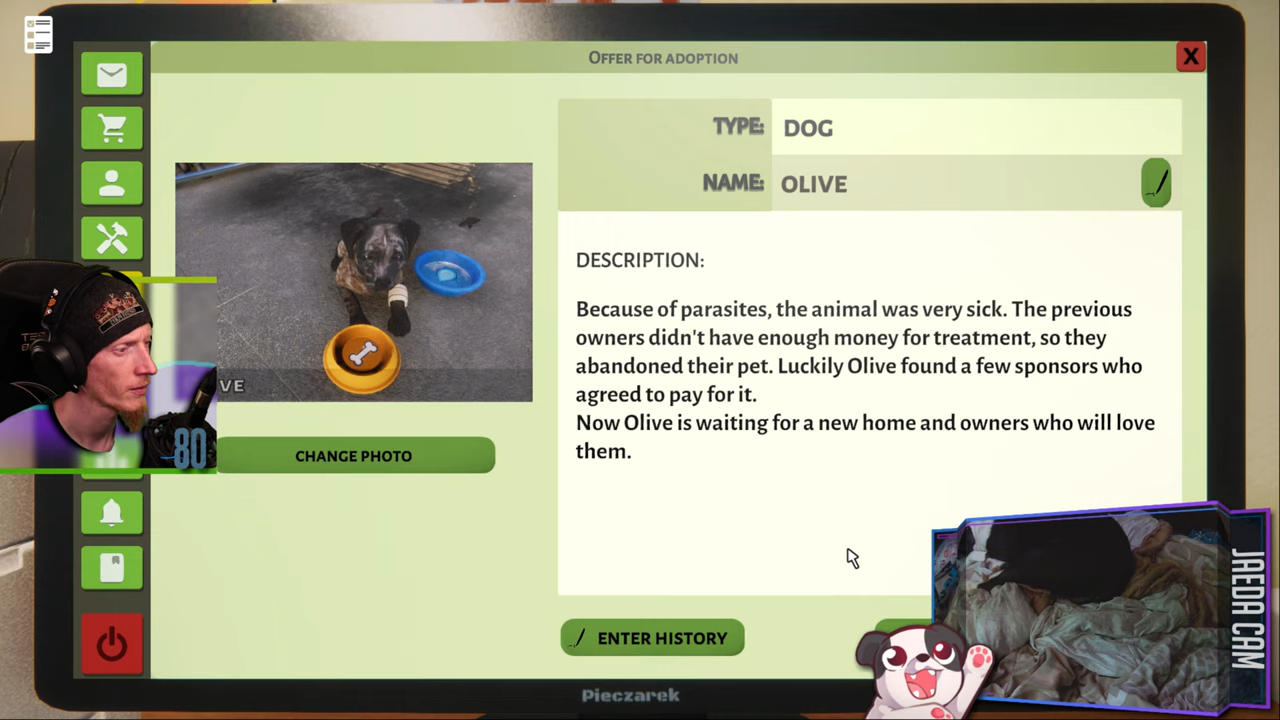 OFFER FOR ADOPTION
X
TYPE: DOG
NAME: OLIVE
DESCRIPTION:
Because of parasites, the animal was very sick. The previous
owners didn't have enough money for treatment, so they
abandoned their pet. Luckily Olive found a few sponsors who
agreed to pay for it.
Now Olive is waiting for a new home and owners who will love
them.
VE
CHANGE PHOTO
80
ENTER HISTORY
JAEDA CAM
Pieczarek